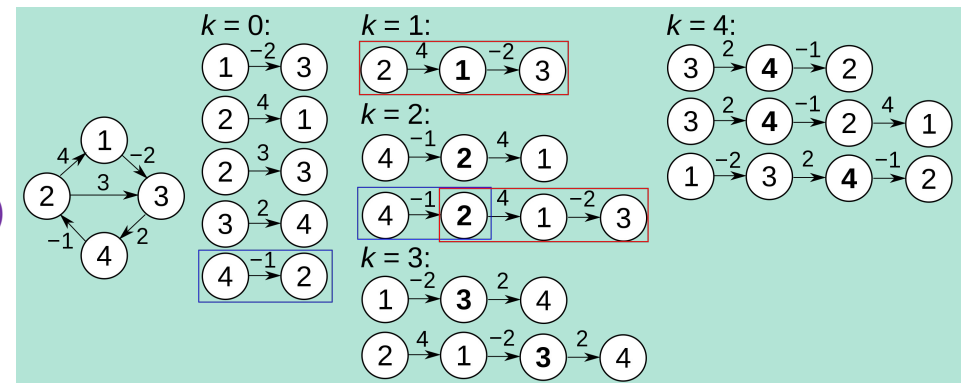 1
4
−2
2
3
3
−1
2
4
k = 0:
1 −2 3
2 4 1
2 3 3
3 2 4
4 −1 2
k = 1:
2 4 1 −2 3
k = 2:
4 −1 2 4 1
4 −1 2 4 1 −2 3
k = 3:
1 −2 3 2 4
2 4 1 −2 3 2 4
k = 4:
3 2 4 −1 2
3 2 4 −1 2 4 1
1 −2 3 2 4 −1 2